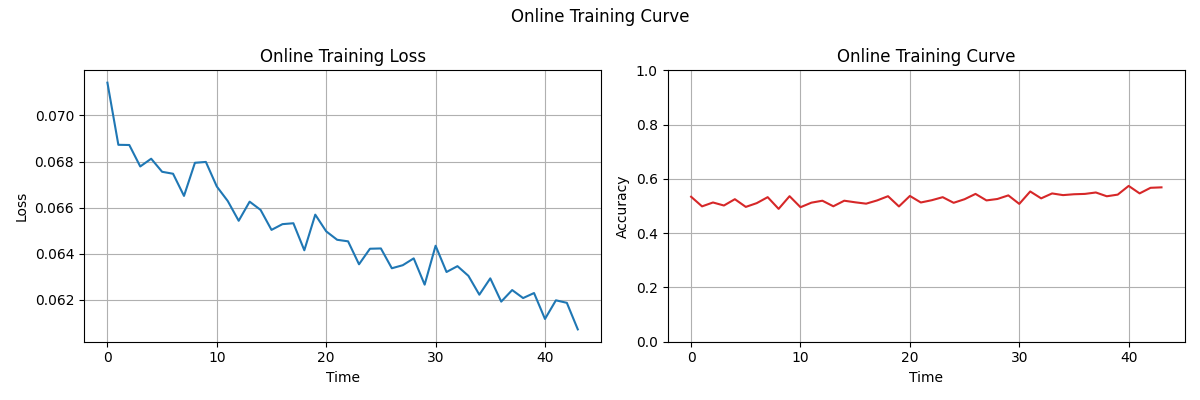 Online Training Curve
Online Training Loss
0.070
0.068
0.066
0.064
0.062
Loss
0 10 20 30 40
Time
Online Training Curve
1.0
0.8
0.6
0.4
0.2
0.0
Accuracy
0 10 20 30 40
Time